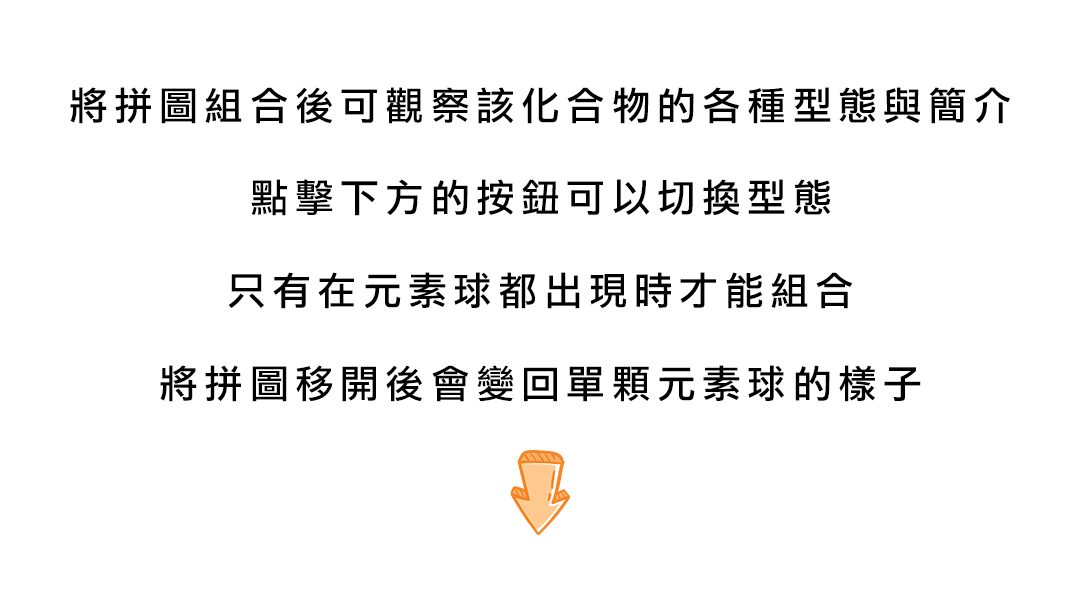 將拼圖組合後可觀察該化合物的各種型態與簡介
點擊下方的按鈕可以切換型態
只有在元素球都出現時才能組合
將拼圖移開後會變回單顆元素球的樣子